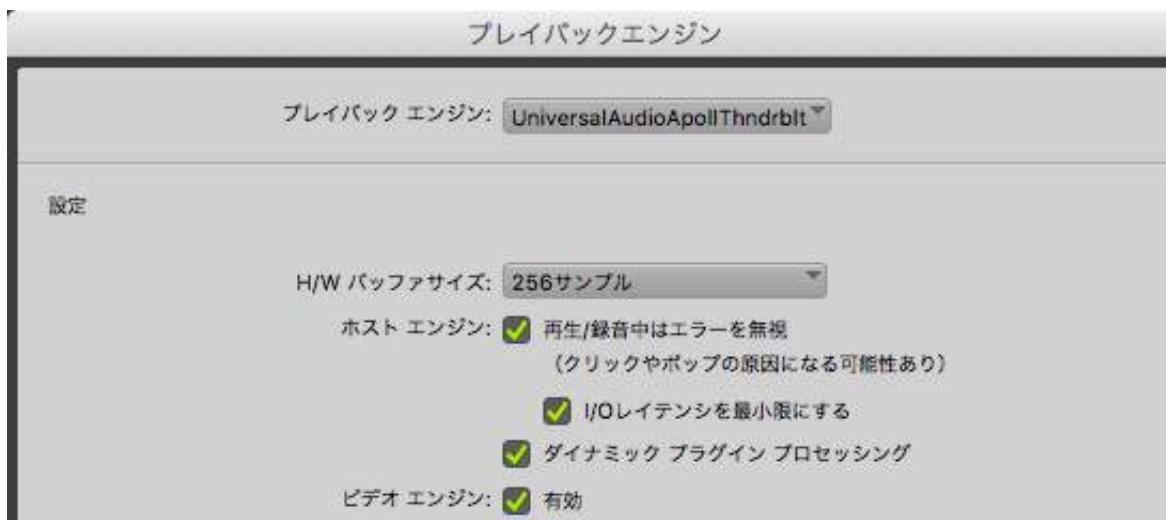 プレイバックエンジン
プレイバック エンジン: UniversalAudioApollThndrblt
設定
H/W バッファサイズ: 256サンプル
ホスト エンジン: 再生/録音中はエラーを無視
（クリックやポップの原因になる可能性あり）
I/Oレイテンシを最小限にする
ダイナミック プラグイン プロセッシング
ビデオ エンジン: 有効